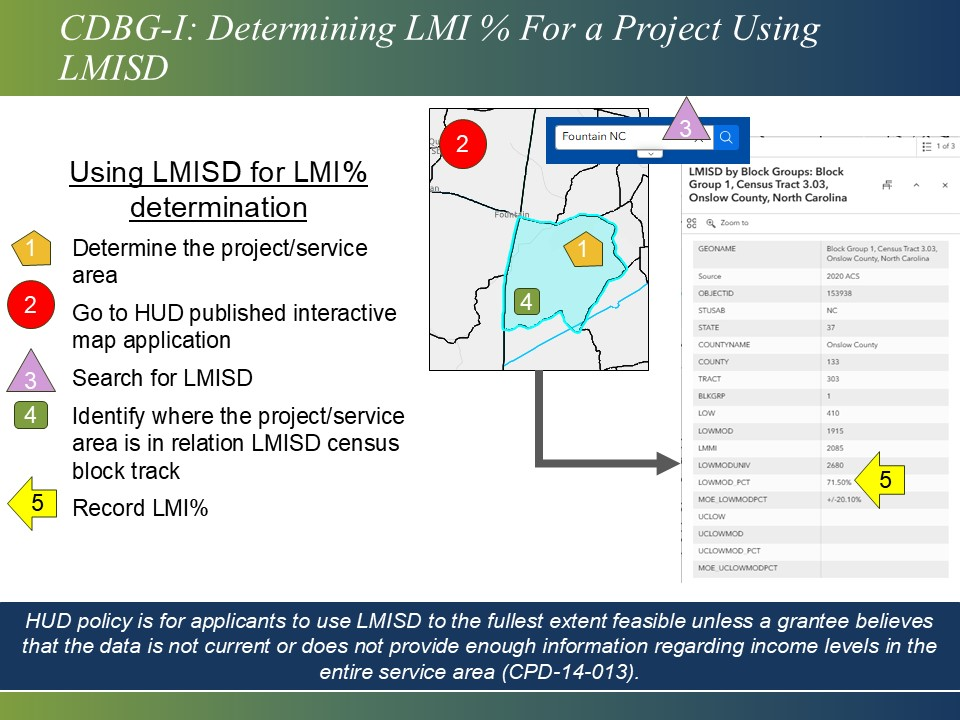 CDBG-I: Determining LMI % For a Project Using
LMISD
Using LMISD for LMI%
determination
1
Determine the project/service
area
2
Go to HUD published interactive
map application
3
Search for LMISD
4
Identify where the project/service
area is in relation LMISD census
block track
5
Record LMI%
2
Fountain
1
4
Fountain NC
3
1 of 3
LMISD by Block Groups: Block
Group 1, Census Tract 3.03,
Onslow County, North Carolina
Zoom to
GEONAME Block Group 1, Census Tract 3.03,
Onslow County, North Carolina
Source 2020 ACS
OBJECTID 153938
STUSAB NC
STATE 37
COUNTYNAME Onslow County
COUNTY 133
TRACT 303
BLKGRP 1
LOW 410
LOWMOD 1915
LMMI 2085
LOWMODUNIV 2680
LOWMOD_PCT 71.50%
5
MOE_LOWMODPCT +/-20.10%
UCLOW
UCLOWMOD
UCLOWMOD_PCT
MOE_UCLOWMODPCT
HUD policy is for applicants to use LMISD to the fullest extent feasible unless a grantee believes
that the data is not current or does not provide enough information regarding income levels in the
entire service area (CPD-14-013).